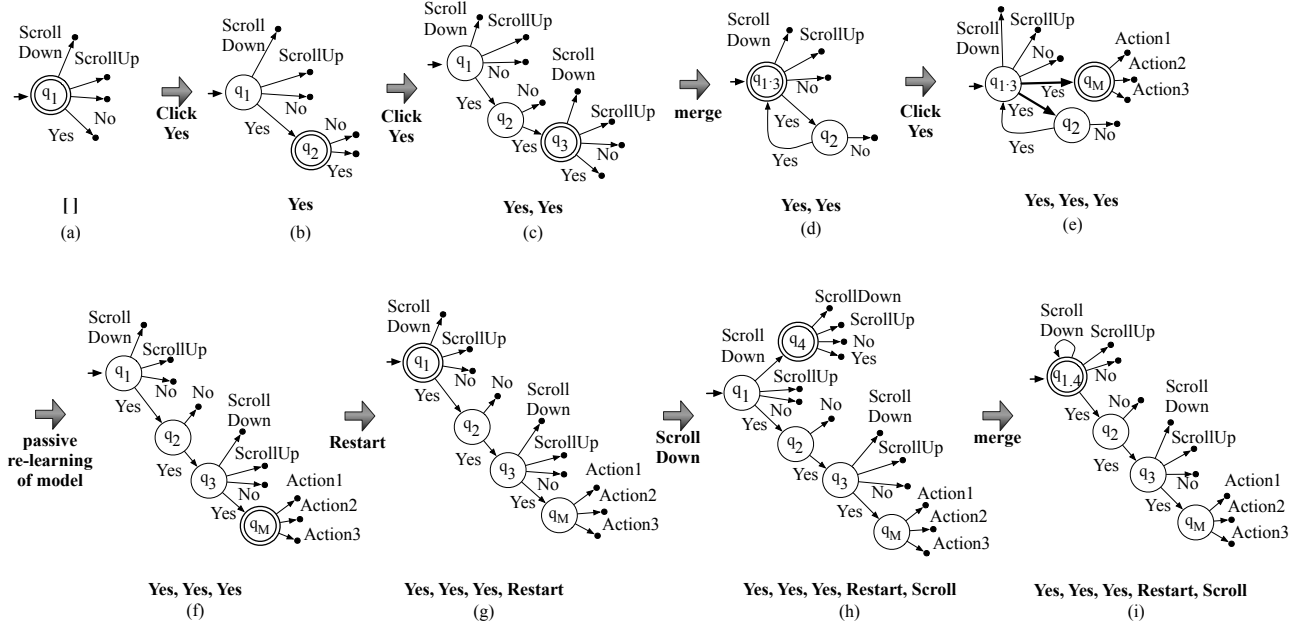 Scroll
Down
ScrollUp
q1
No
Yes
[ ]
(a)
Click
Yes
Scroll
Down
ScrollUp
q1
No
Yes
No
q2
Yes
Yes
(b)
Click
Yes
Scroll
Down
ScrollUp
q1
No
Scroll
Down
Yes
No
q2
ScrollUp
Yes
q3
No
Yes
Yes, Yes
(c)
merge
Scroll
Down
ScrollUp
q1·3
No
Yes
q2
No
Yes
Yes, Yes
(d)
Click
Yes
Scroll
Down
ScrollUp
No
Action1
Action2
q1·3
Yes
qM
Action3
Yes
q2
No
Yes
Yes, Yes, Yes
(e)
passive
re-learning
of model
Scroll
Down
ScrollUp
q1
No
Yes
No
Scroll
Down
q2
Yes
ScrollUp
q3
No
Yes
Action1
Action2
qM
Action3
Yes, Yes, Yes
(f)
Restart
Scroll
Down
ScrollUp
q1
No
Yes
No
Scroll
Down
q2
Yes
ScrollUp
q3
No
Yes
Action1
Action2
qM
Action3
Yes, Yes, Yes, Restart
(g)
Scroll
Down
ScrollDown
ScrollUp
q4
No
Yes
Scroll
Down
q1
ScrollUp
No
Yes
No
Scroll
Down
q2
Yes
ScrollUp
q3
No
Yes
Action1
Action2
qM
Action3
Yes, Yes, Yes, Restart, Scroll
(h)
merge
Scroll
Down
ScrollUp
q1.4
No
Yes
No
Scroll
Down
q2
Yes
ScrollUp
q3
No
Yes
Action1
Action2
qM
Action3
Yes, Yes, Yes, Restart, Scroll
(i)